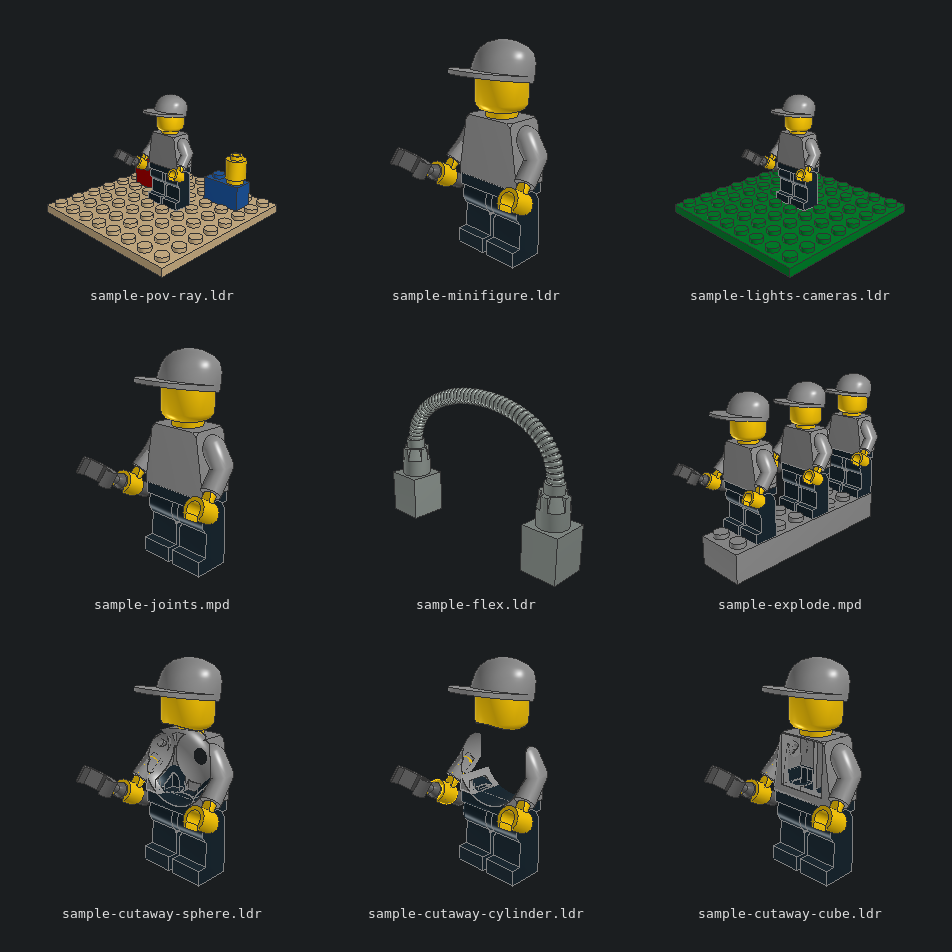 sample-pov-ray.ldr
sample-minifigure.ldr
sample-lights-cameras.ldr
sample-joints.mpd
sample-flex.ldr
sample-explode.mpd
sample-cutaway-sphere.ldr
sample-cutaway-cylinder.ldr
sample-cutaway-cube.ldr